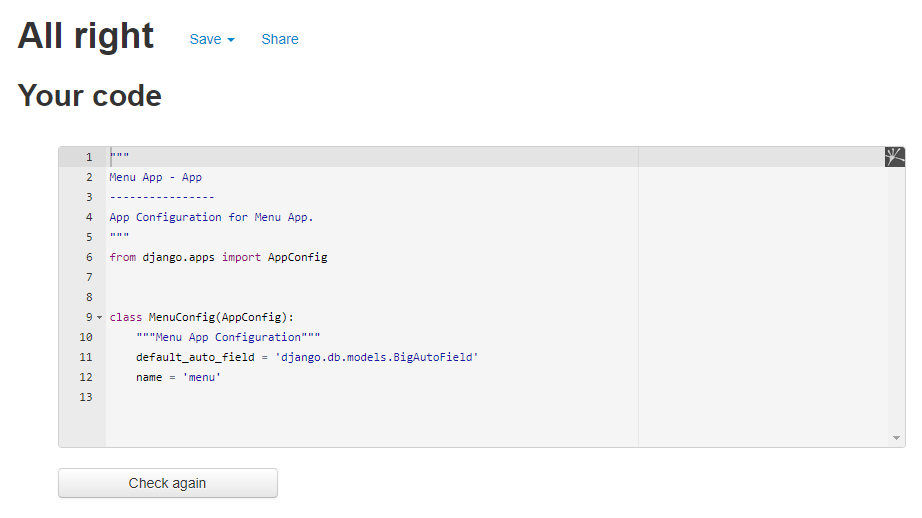 All right Save Share
Your code
1 """
2 Menu App - App
3 ----------------
4 App Configuration for Menu App.
5 """
6 from django.apps import AppConfig
7
8
9 class MenuConfig(AppConfig):
10 """Menu App Configuration"""
11 default_auto_field = 'django.db.models.BigAutoField'
12 name = 'menu'
13
Check again